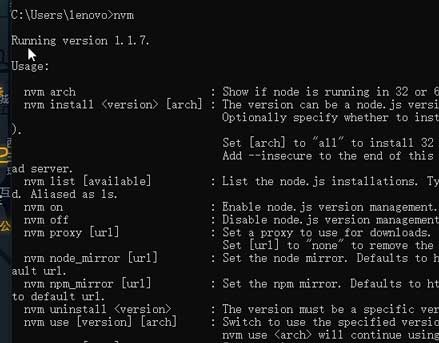 C:\Users\lenovo>nvm
Running version 1.1.7.
Usage:
nvm arch : Show if node is running in 32 or 6
nvm install <version> [arch] : The version can be a node.js versi
Optionally specify whether to inst
).
Set [arch] to "all" to install 32
Add --insecure to the end of this
ad server.
nvm list [available] : List the node.js installations. Ty
d. Aliased as ls.
nvm on : Enable node.js version management.
nvm off : Disable node.js version management
nvm proxy [url] : Set a proxy to use for downloads.
Set [url] to "none" to remove the
nvm node_mirror [url] : Set the node mirror. Defaults to ht
ault url.
nvm npm_mirror [url] : Set the npm mirror. Defaults to htt
to default url.
nvm uninstall <version> : The version must be a specific ver
nvm use [version] [arch] : Switch to use the specified versio
nvm use <arch> will continue using
公